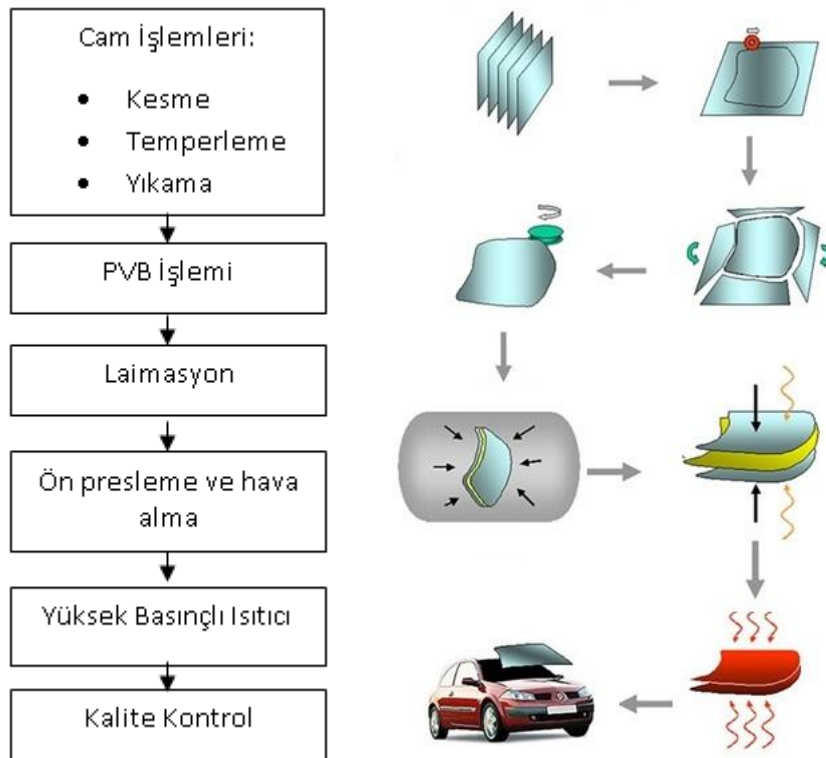 Cam İşlemleri:
• Kesme
• Temperleme
• Yıkama
PVB İşlemi
Laimasyon
Ön presleme ve hava
alma
Yüksek Basınçlı Isıtıcı
Kalite Kontrol